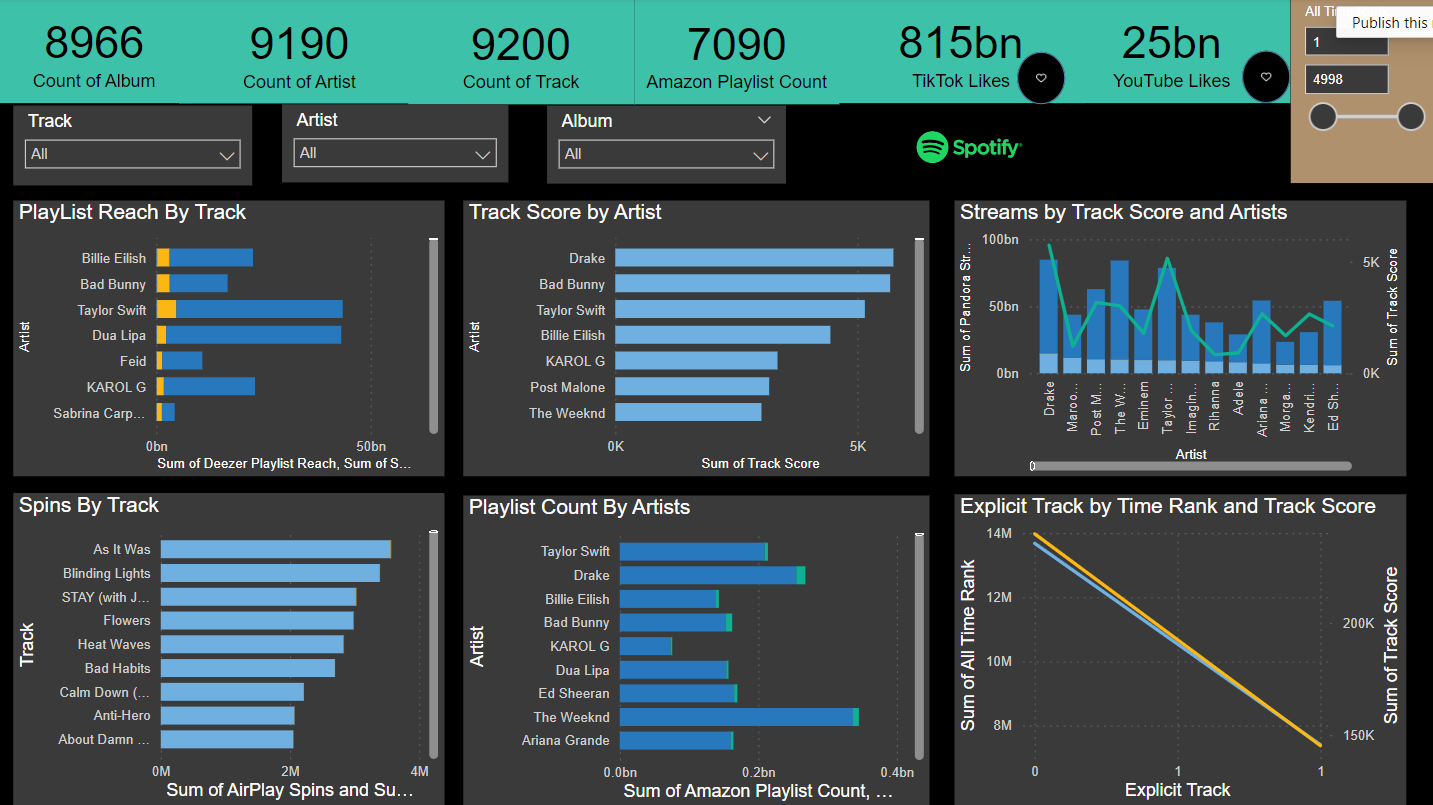 8966
Count of Album
9190
Count of Artist
9200
Count of Track
7090
Amazon Playlist Count
815bn
TikTok Likes
25bn
YouTube Likes
All Ti
Publish this
1
4998
Track
All
Artist
All
Album
All
Spotify
PlayList Reach By Track
Artist
Billie Eilish
Bad Bunny
Taylor Swift
Dua Lipa
Feid
KAROL G
Sabrina Carp...
0bn 50bn
Sum of Deezer Playlist Reach, Sum of S...
Track Score by Artist
Artist
Drake
Bad Bunny
Taylor Swift
Billie Eilish
KAROL G
Post Malone
The Weeknd
0K 5K
Sum of Track Score
Streams by Track Score and Artists
Sum of Pandora Str...
100bn
50bn
0bn
5K
0K
Sum of Track Score
Drake
Maroo...
Post M...
The W...
Eminem
Taylor ...
Imagin...
Rihanna
Adele
Ariana ...
Morga...
Kendri...
Ed Sh...
Artist
Spins By Track
Track
As It Was
Blinding Lights
STAY (with J...
Flowers
Heat Waves
Bad Habits
Calm Down (...
Anti-Hero
About Damn ...
0M 2M 4M
Sum of AirPlay Spins and Su...
Playlist Count By Artists
Artist
Taylor Swift
Drake
Billie Eilish
Bad Bunny
KAROL G
Dua Lipa
Ed Sheeran
The Weeknd
Ariana Grande
0.0bn 0.2bn 0.4bn
Sum of Amazon Playlist Count, ...
Explicit Track by Time Rank and Track Score
Sum of All Time Rank
14M
12M
10M
8M
200K
150K
Sum of Track Score
0 1 1
Explicit Track